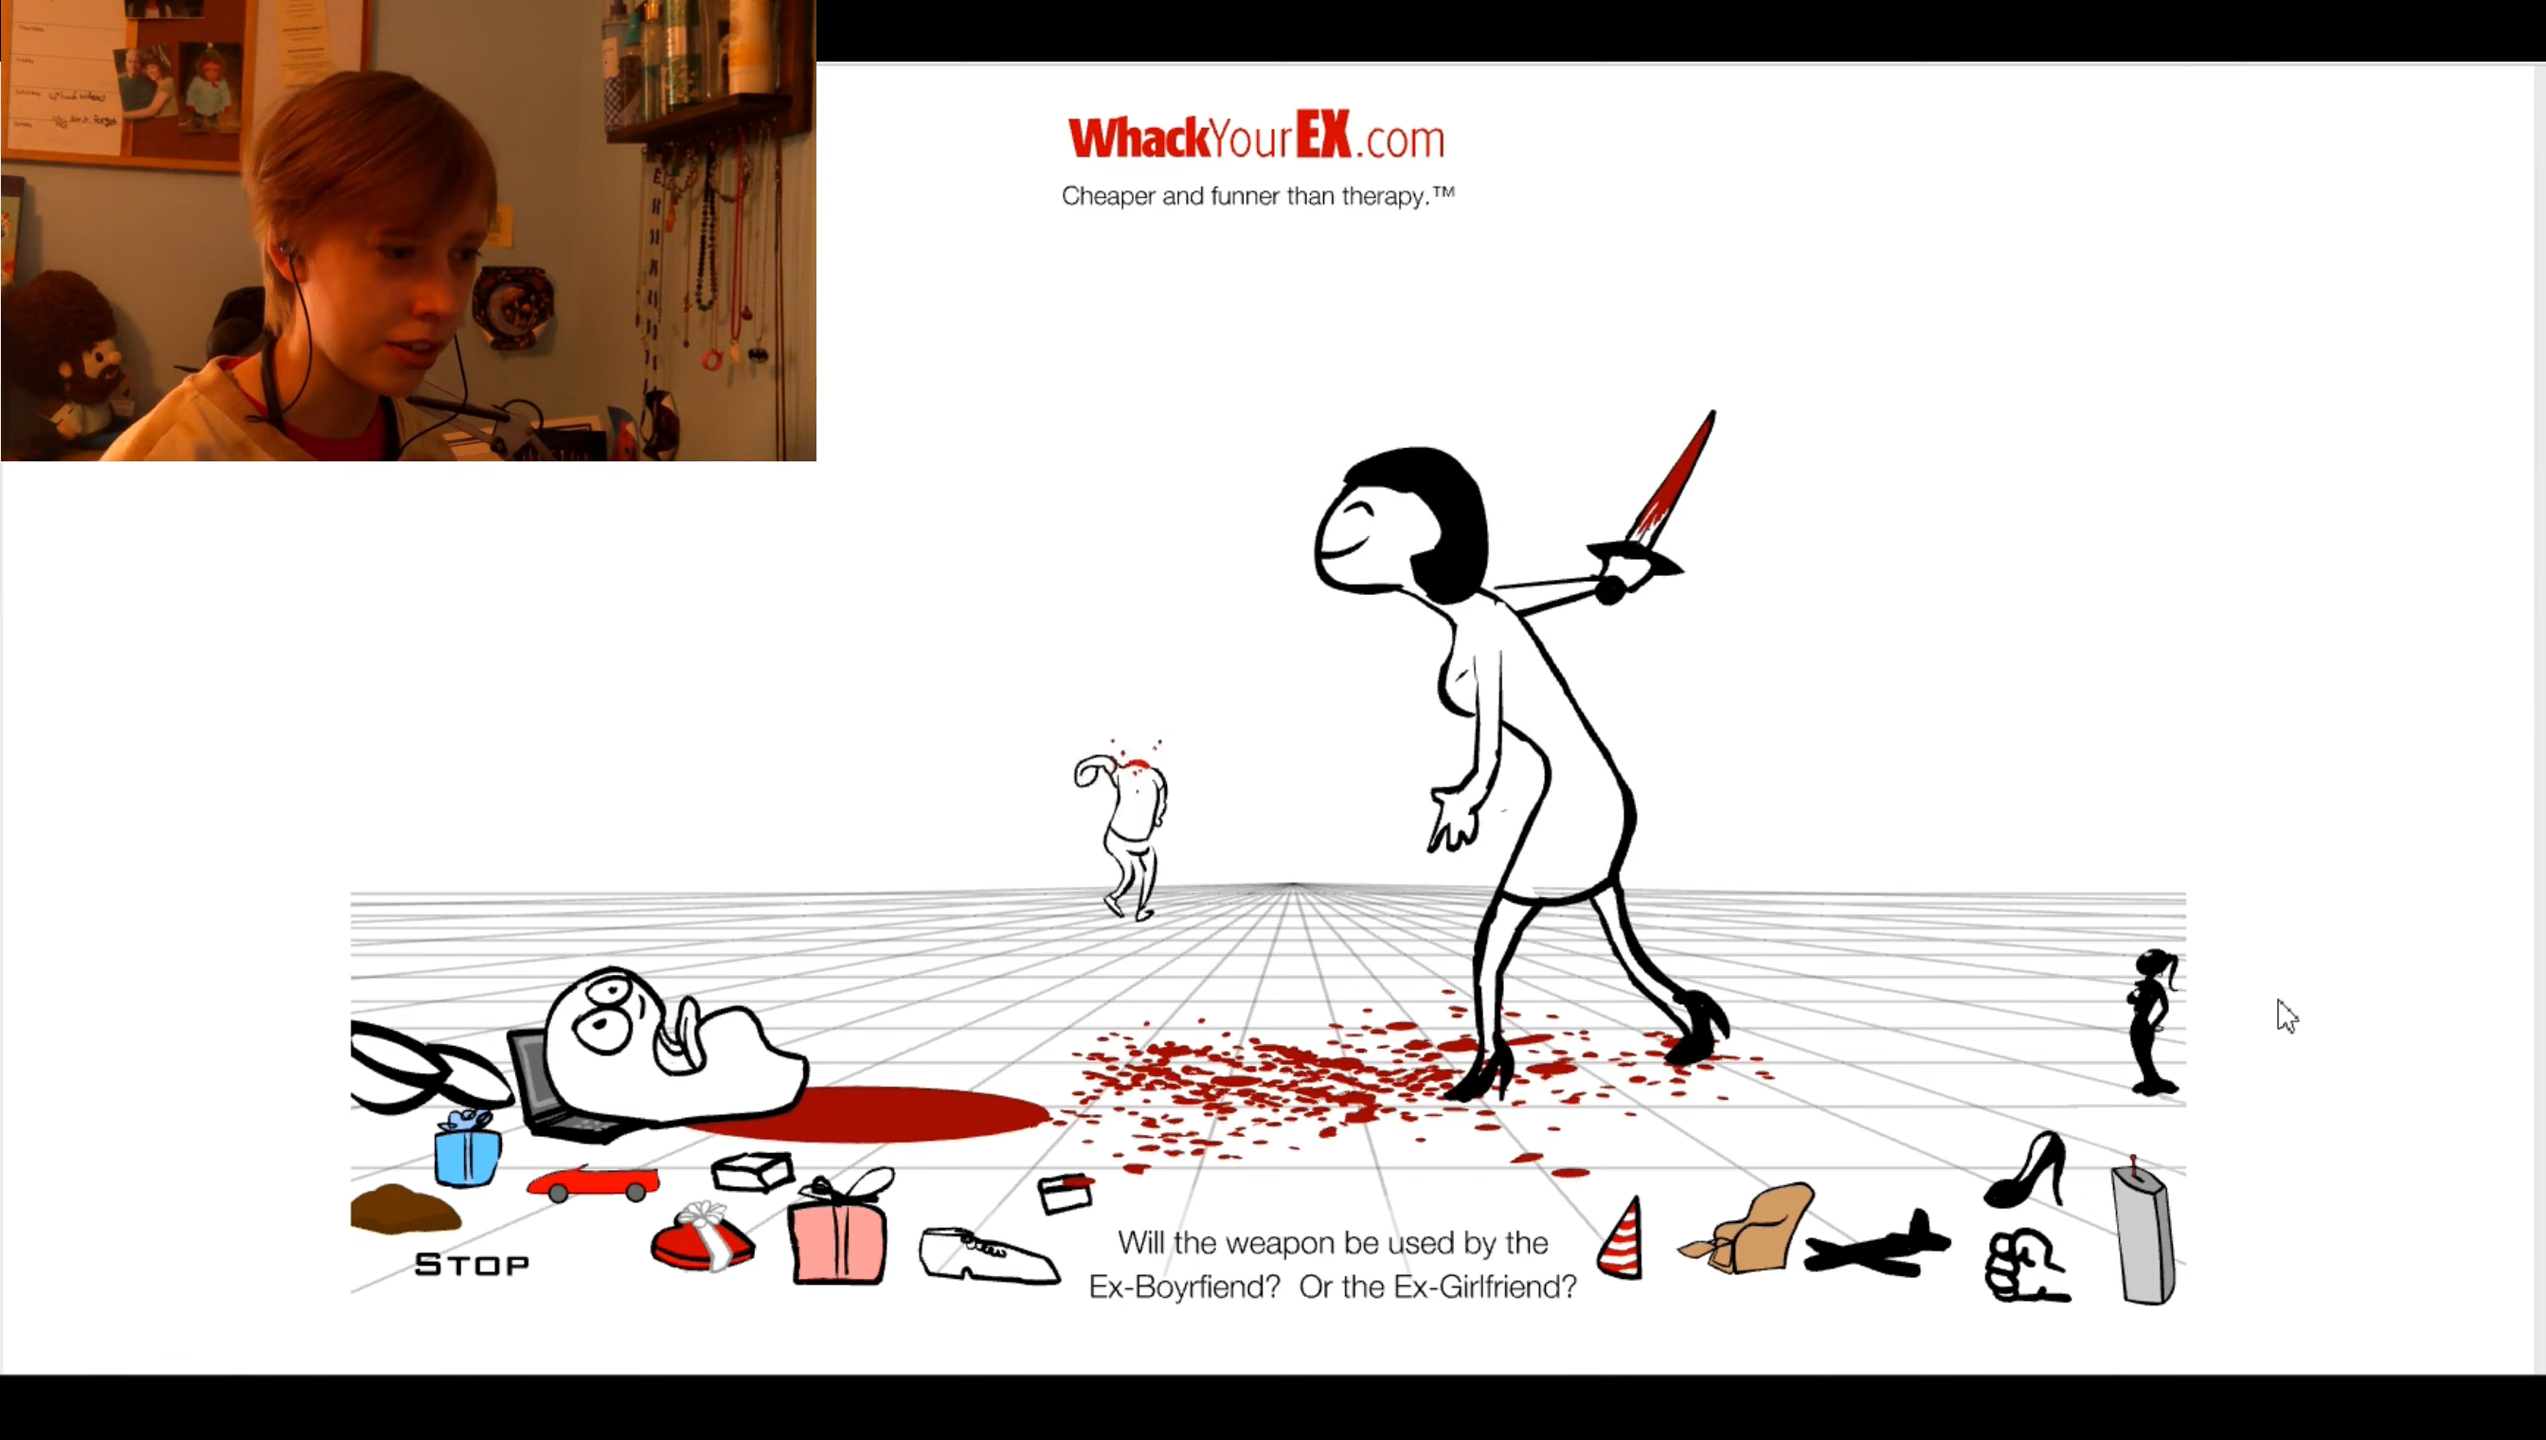 WhackYourEX.com
Cheaper and funner than therapy.™
Will the weapon be used by the
Ex-Boyrfiend? Or the Ex-Girlfriend?
STOP